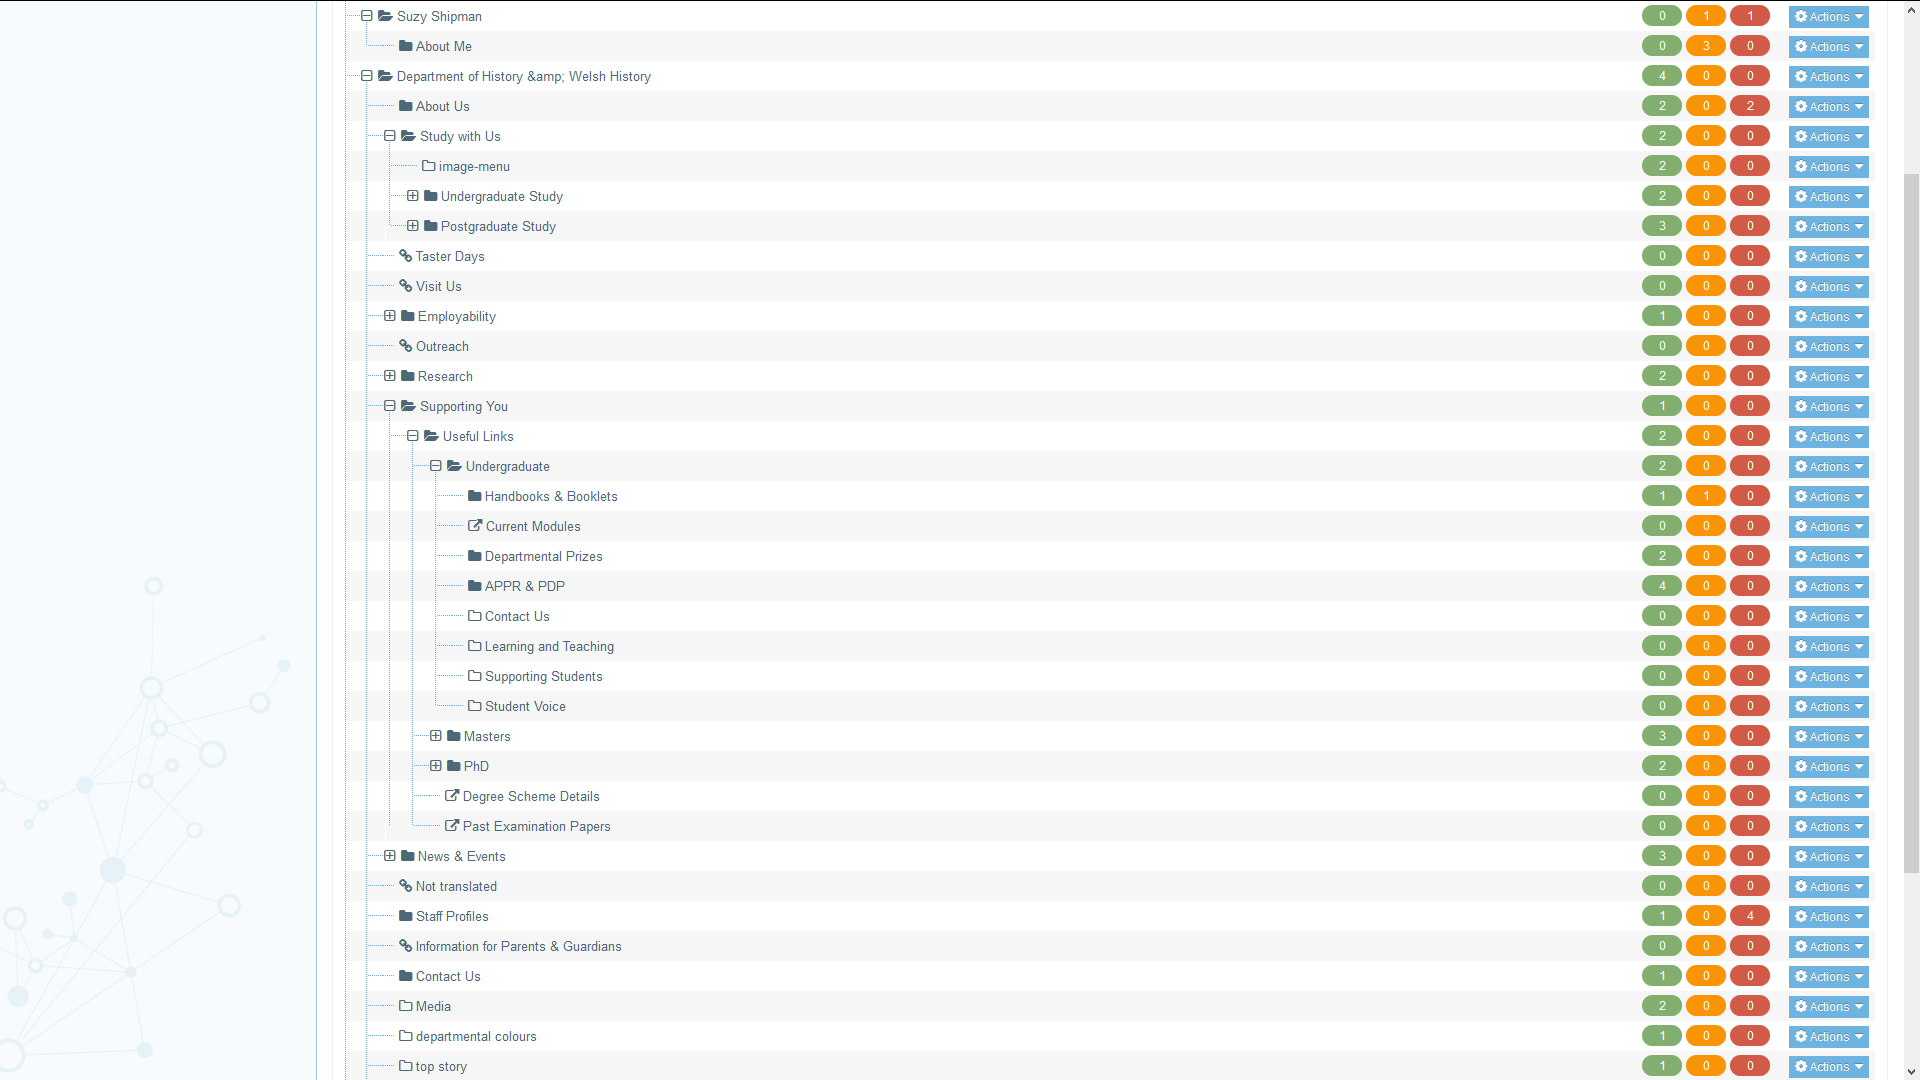 Suzy Shipman 0 1 1 Actions
About Me 0 3 0 Actions
Department of History &amp; Welsh History 4 0 0 Actions
About Us 2 0 2 Actions
Study with Us 2 0 0 Actions
image-menu 2 0 0 Actions
Undergraduate Study 2 0 0 Actions
Postgraduate Study 3 0 0 Actions
Taster Days 0 0 0 Actions
Visit Us 0 0 0 Actions
Employability 1 0 0 Actions
Outreach 0 0 0 Actions
Research 2 0 0 Actions
Supporting You 1 0 0 Actions
Useful Links 2 0 0 Actions
Undergraduate 2 0 0 Actions
Handbooks & Booklets 1 1 0 Actions
Current Modules 0 0 0 Actions
Departmental Prizes 2 0 0 Actions
APPR & PDP 4 0 0 Actions
Contact Us 0 0 0 Actions
Learning and Teaching 0 0 0 Actions
Supporting Students 0 0 0 Actions
Student Voice 0 0 0 Actions
Masters 3 0 0 Actions
PhD 2 0 0 Actions
Degree Scheme Details 0 0 0 Actions
Past Examination Papers 0 0 0 Actions
News & Events 3 0 0 Actions
Not translated 0 0 0 Actions
Staff Profiles 1 0 4 Actions
Information for Parents & Guardians 0 0 0 Actions
Contact Us 1 0 0 Actions
Media 2 0 0 Actions
departmental colours 1 0 0 Actions
top story 1 0 0 Actions